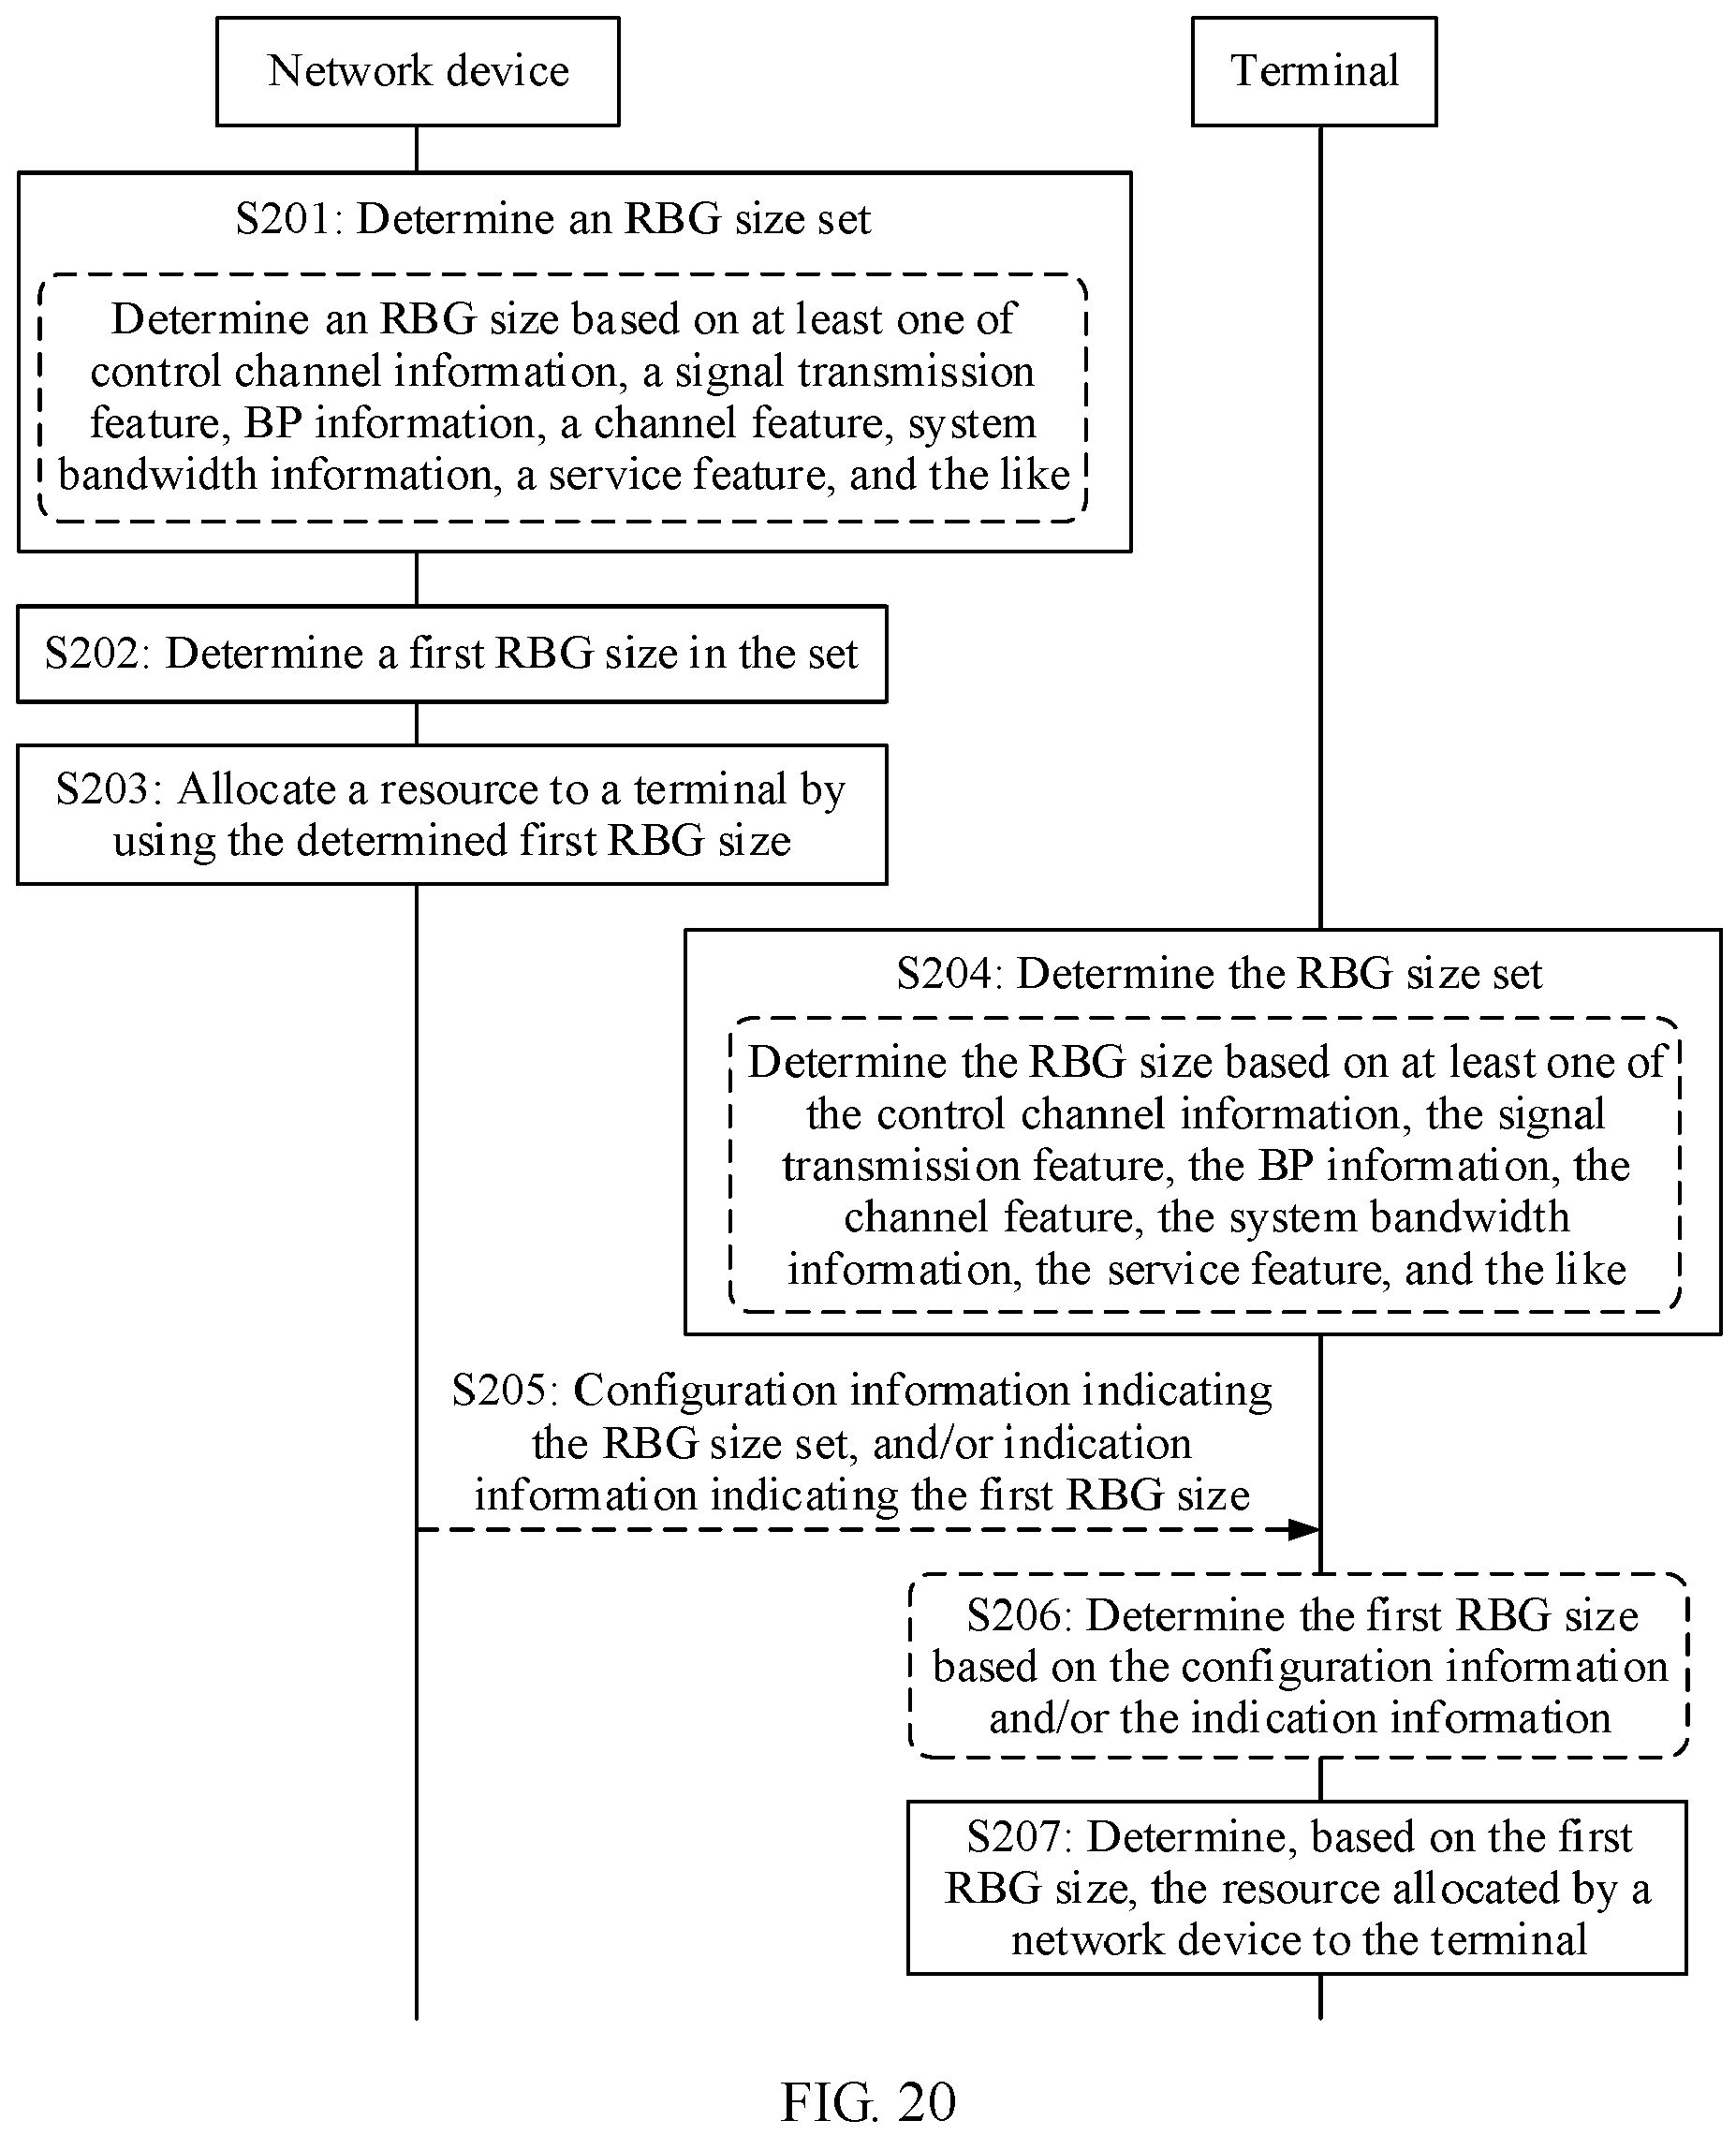 Network device
Terminal
S201: Determine an RBG size set
Determine an RBG size based on at least one of
control channel information, a signal transmission
feature, BP information, a channel feature, system
bandwidth information, a service feature, and the like
S202: Determine a first RBG size in the set
S203: Allocate a resource to a terminal by
using the determined first RBG size
S204: Determine the RBG size set
Determine the RBG size based on at least one of
the control channel information, the signal
transmission feature, the BP information, the
channel feature, the system bandwidth
information, the service feature, and the like
S205: Configuration information indicating
the RBG size set, and/or indication
information indicating the first RBG size
S206: Determine the first RBG size
based on the configuration information
and/or the indication information
S207: Determine, based on the first
RBG size, the resource allocated by a
network device to the terminal
FIG. 20